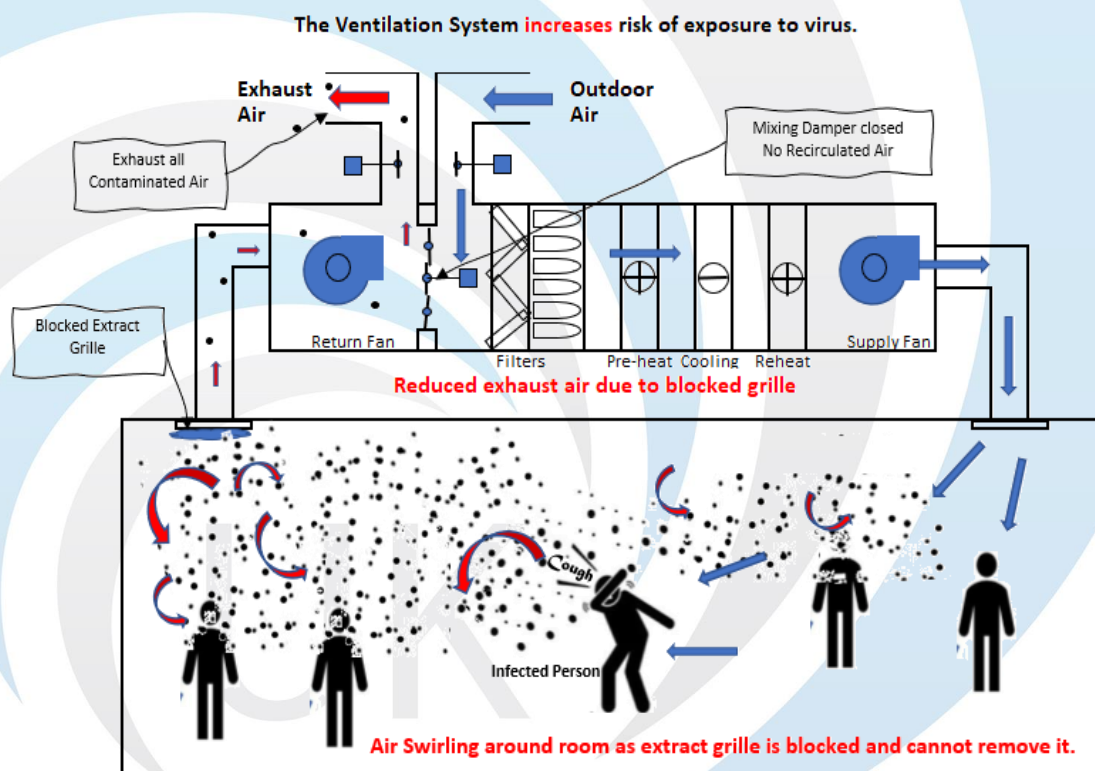 The Ventilation System increases risk of exposure to virus.
Exhaust
Air
Outdoor
Air
Exhaust all
Contaminated Air
Mixing Damper closed
No Recirculated Air
Blocked Extract
Grille
Return Fan
Filters
Pre-heat
Cooling
Reheat
Supply Fan
Reduced exhaust air due to blocked grille
Cough
Infected Person
UK
Air Swirling around room as extract grille is blocked and cannot remove it.